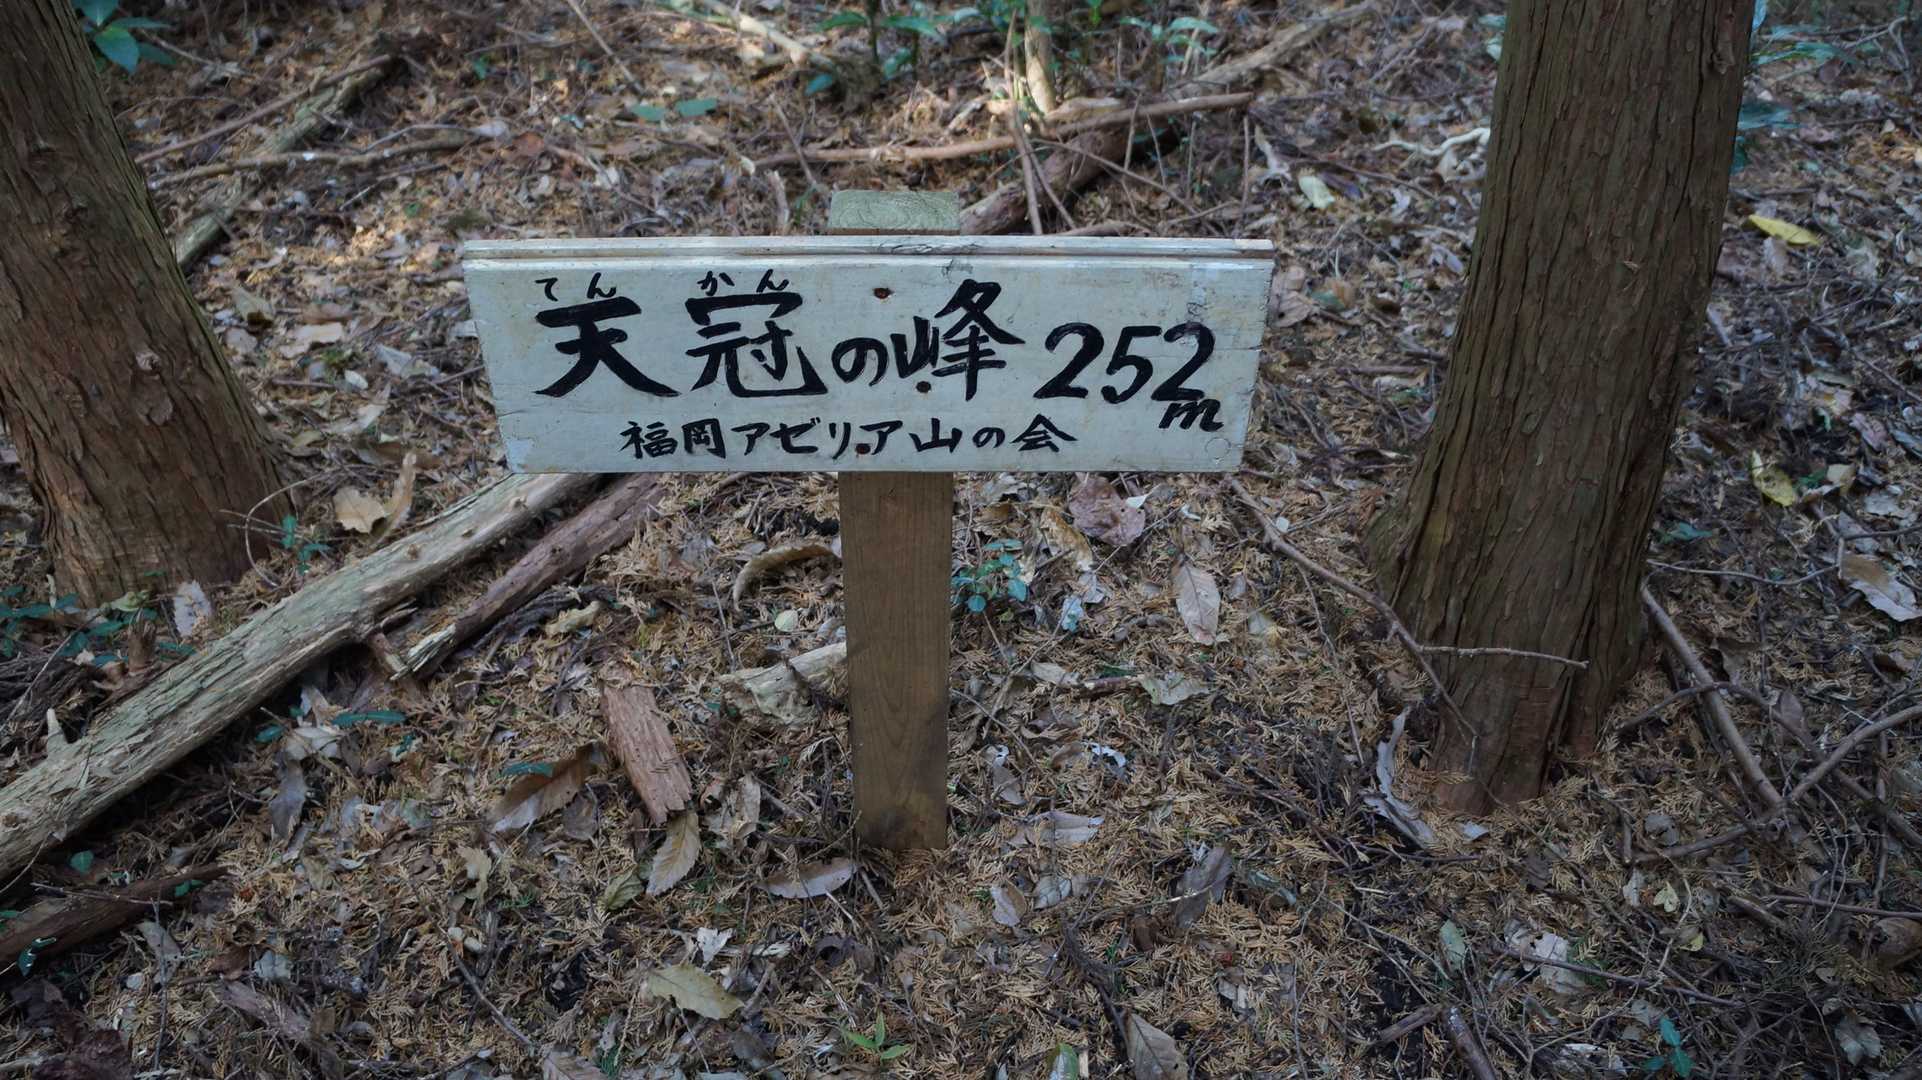 てん かん
天冠の峰 252m
福岡アゼリア山の会